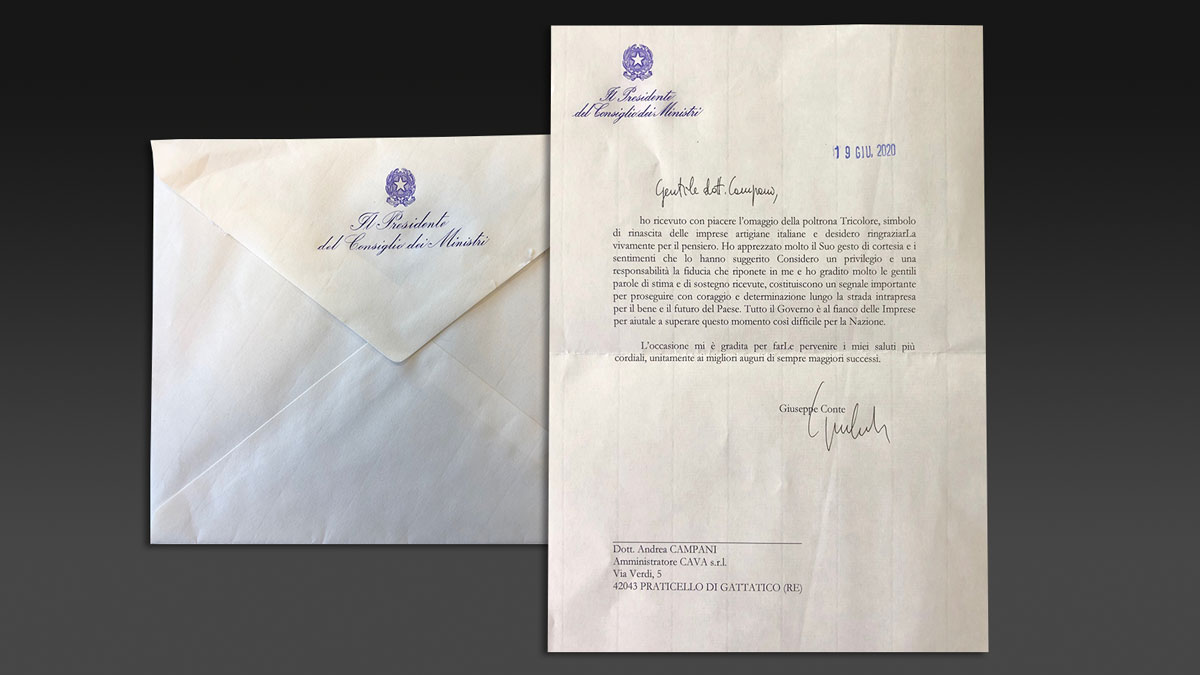 Il Presidente
del Consiglio dei Ministri
Il Presidente
del Consiglio dei Ministri
19 GIU. 2020
Gentile dott. Campani,
ho ricevuto con piacere l'omaggio della poltrona Tricolore, simbolo
di rinascita delle imprese artigiane italiane e desidero ringraziarLa
vivamente per il pensiero. Ho apprezzato molto il Suo gesto di cortesia e i
sentimenti che lo hanno suggerito Considero un privilegio e una
responsabilità la fiducia che riponete in me e ho gradito molto le gentili
parole di stima e di sostegno ricevute, costituiscono un segnale importante
per proseguire con coraggio e determinazione lungo la strada intrapresa
per il bene e il futuro del Paese. Tutto il Governo è al fianco delle Imprese
per aiutale a superare questo momento così difficile per la Nazione.
L'occasione mi è gradita per farLe pervenire i miei saluti più
cordiali, unitamente ai migliori auguri di sempre maggiori successi.
Giuseppe Conte
Dott. Andrea CAMPANI
Amministratore CAVA s.r.l.
Via Verdi, 5
42043 PRATICELLO DI GATTATICO (RE)